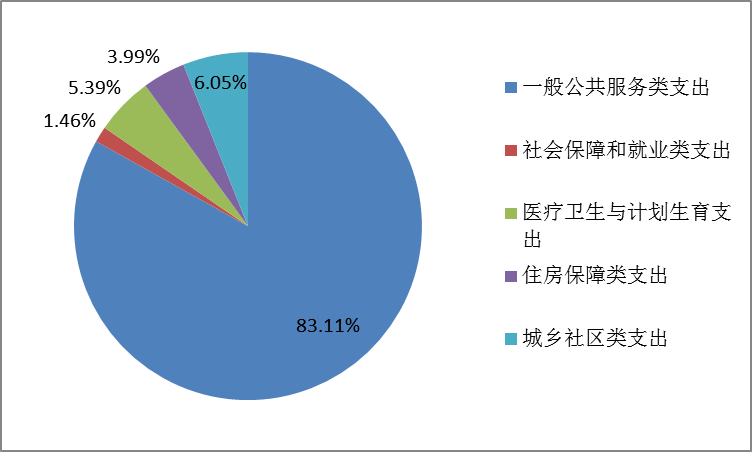 3.99%
6.05%
5.39%
1.46%
83.11%
一般公共服务类支出
社会保障和就业类支出
医疗卫生与计划生育支
出
住房保障类支出
城乡社区类支出